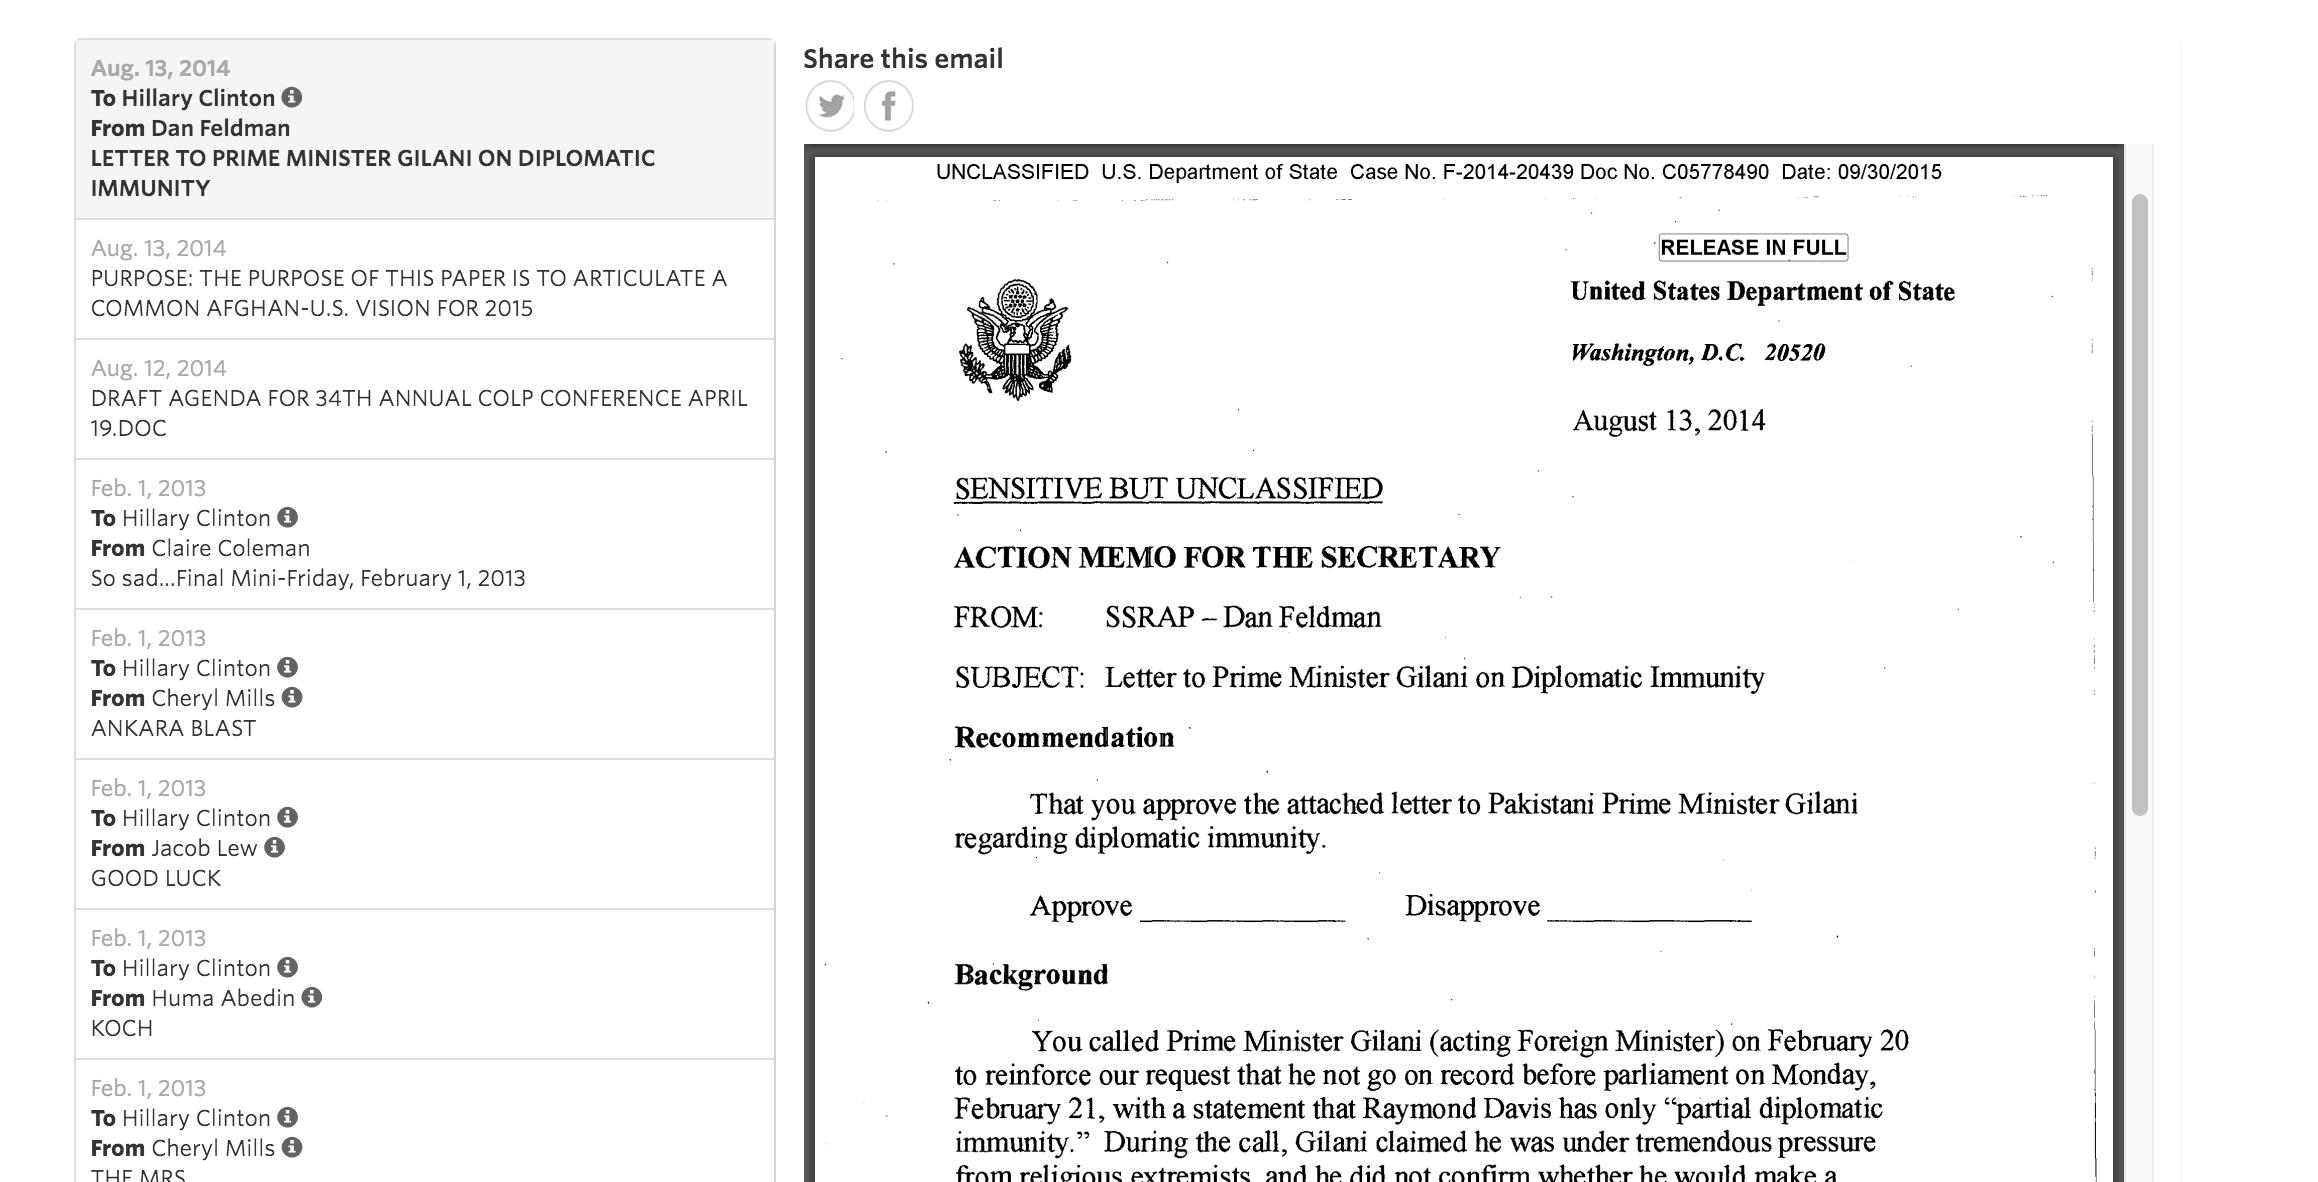 Aug. 13, 2014
To Hillary Clinton
From Dan Feldman
LETTER TO PRIME MINISTER GILANI ON DIPLOMATIC
IMMUNITY
Aug. 13, 2014
PURPOSE: THE PURPOSE OF THIS PAPER IS TO ARTICULATE A
COMMON AFGHAN-U.S. VISION FOR 2015
Aug. 12, 2014
DRAFT AGENDA FOR 34TH ANNUAL COLP CONFERENCE APRIL
19.DOC
Feb. 1, 2013
To Hillary Clinton
From Claire Coleman
So sad...Final Mini-Friday, February 1, 2013
Feb. 1, 2013
To Hillary Clinton
From Cheryl Mills
ANKARA BLAST
Feb. 1, 2013
To Hillary Clinton
From Jacob Lew
GOOD LUCK
Feb. 1, 2013
To Hillary Clinton
From Huma Abedin
KOCH
Feb. 1, 2013
To Hillary Clinton
From Cheryl Mills
THE MRS
Share this email
UNCLASSIFIED U.S. Department of State Case No. F-2014-20439 Doc No. C05778490 Date: 09/30/2015
RELEASE IN FULL
United States Department of State
Washington, D.C. 20520
August 13, 2014
SENSITIVE BUT UNCLASSIFIED
ACTION MEMO FOR THE SECRETARY
FROM: SSRAP – Dan Feldman
SUBJECT: Letter to Prime Minister Gilani on Diplomatic Immunity
Recommendation
That you approve the attached letter to Pakistani Prime Minister Gilani
regarding diplomatic immunity.
Approve ______________ Disapprove ______________
Background
You called Prime Minister Gilani (acting Foreign Minister) on February 20
to reinforce our request that he not go on record before parliament on Monday,
February 21, with a statement that Raymond Davis has only “partial diplomatic
immunity.” During the call, Gilani claimed he was under tremendous pressure
from religious extremists, and he did not confirm whether he would make a